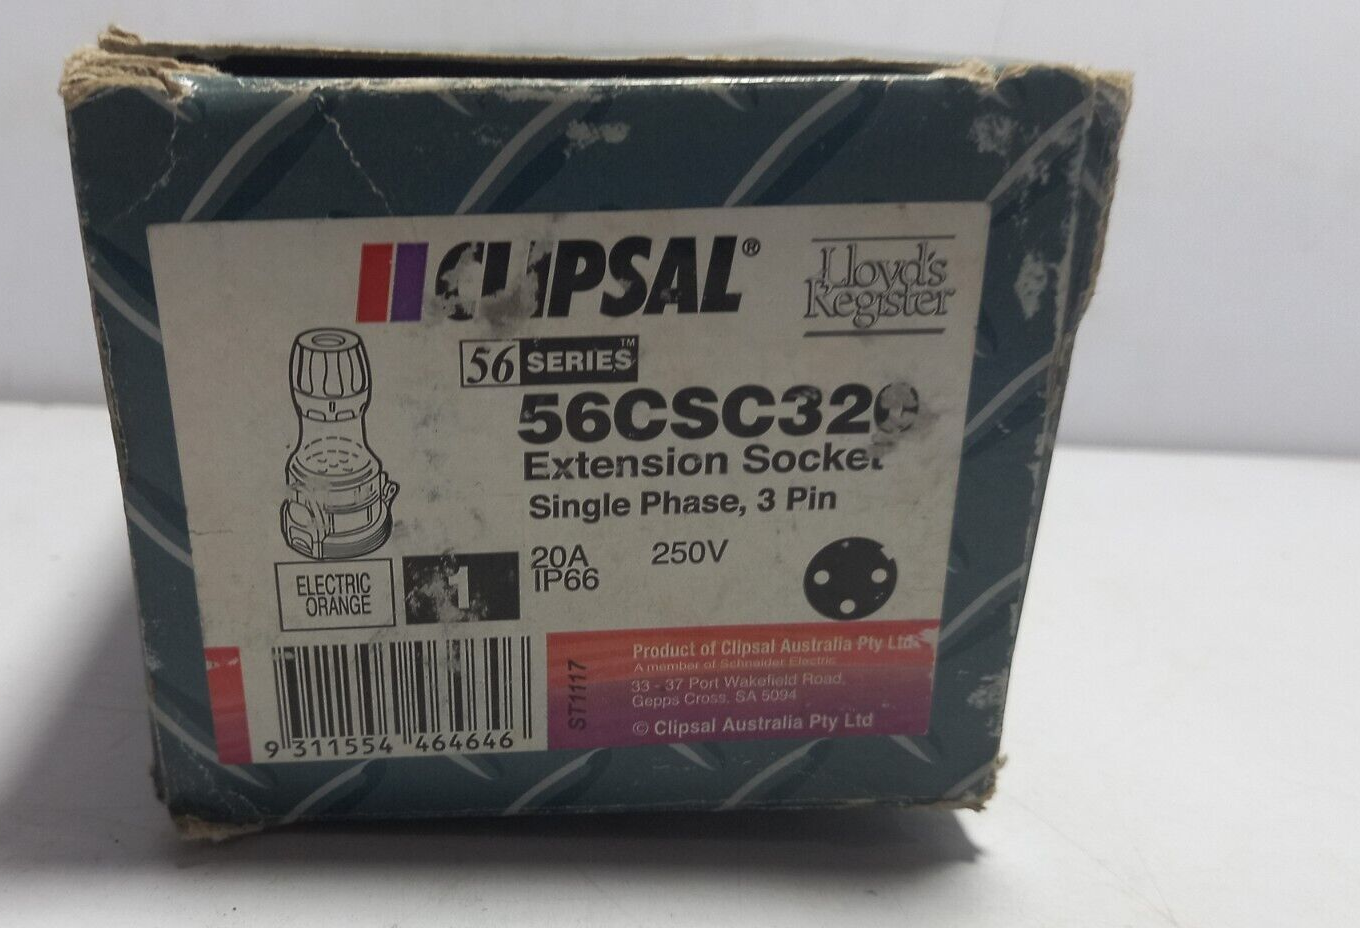 CLIPSAL®
Lloyd's
Register
56 SERIES™
56CSC320
Extension Socket
Single Phase, 3 Pin
20A 250V
IP66
ELECTRIC
ORANGE
1
9 311554 464646
ST1117
Product of Clipsal Australia Pty Ltd.
A member of Schneider Electric
33 - 37 Port Wakefield Road,
Gepps Cross, SA 5094
© Clipsal Australia Pty Ltd